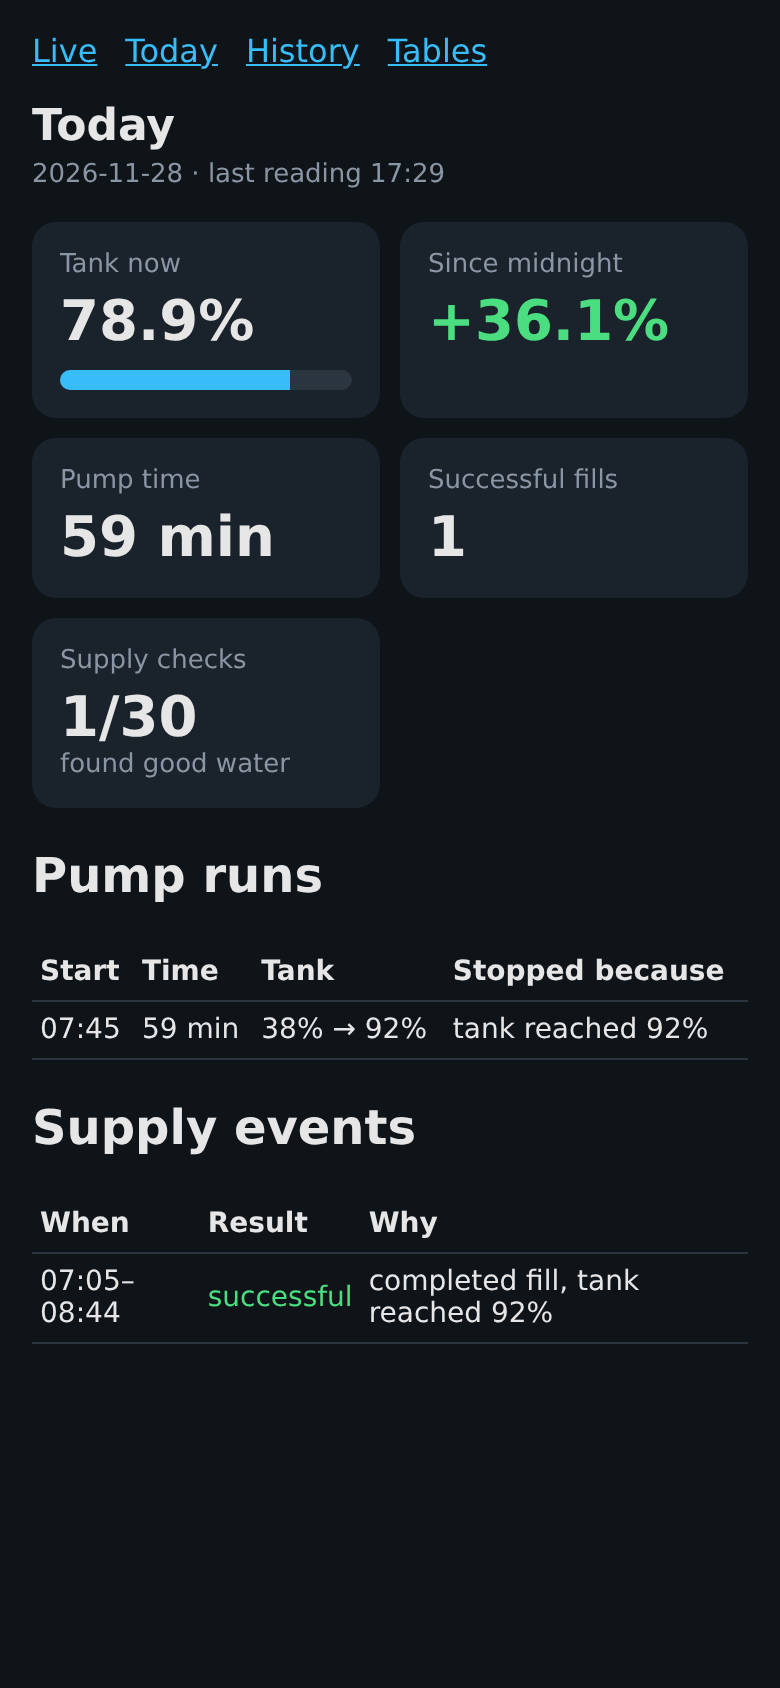 Live Today History Tables
Today
2026-11-28 · last reading 17:29
Tank now
78.9%
Since midnight
+36.1%
Pump time
59 min
Successful fills
1
Supply checks
1/30
found good water
Pump runs
Start Time Tank Stopped because
07:45 59 min 38% → 92% tank reached 92%
Supply events
When Result Why
07:05–
08:44
successful
completed fill, tank
reached 92%